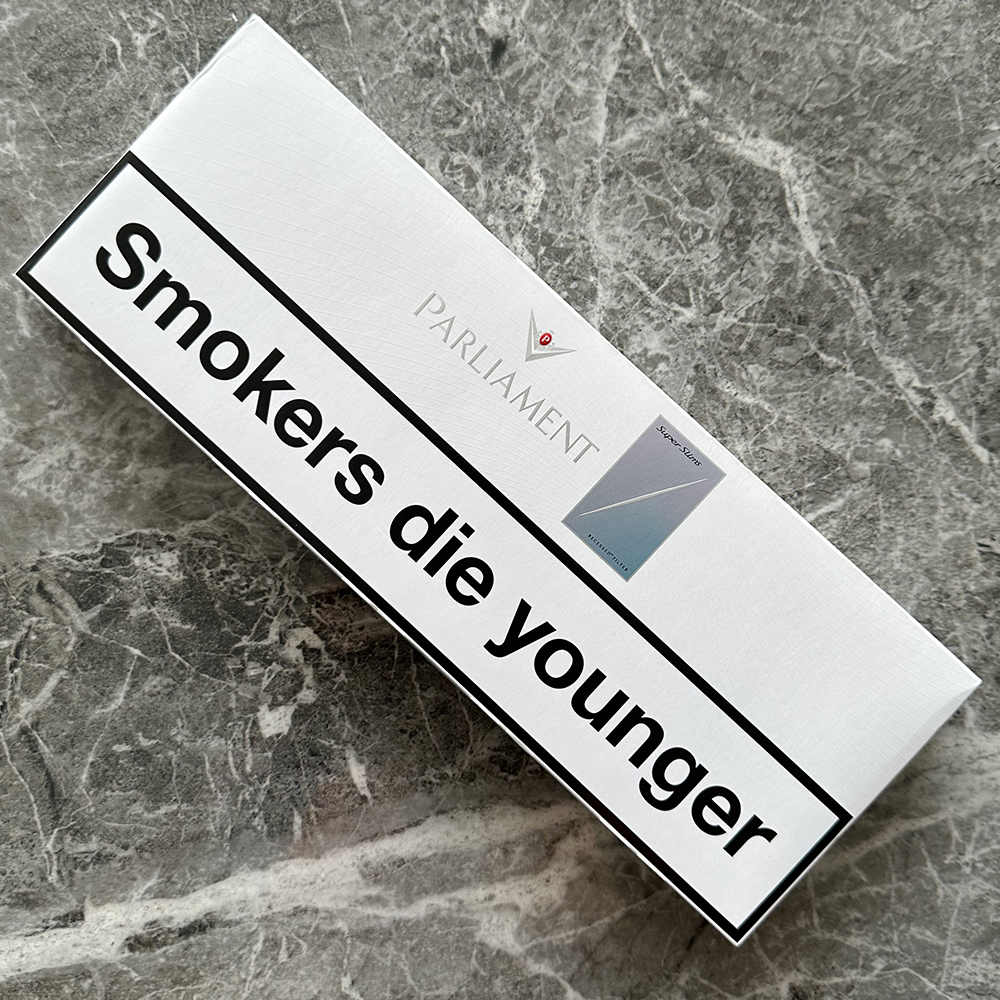 P
PARLIAMENT
Super Slims
RECESSED FILTER
Smokers die younger